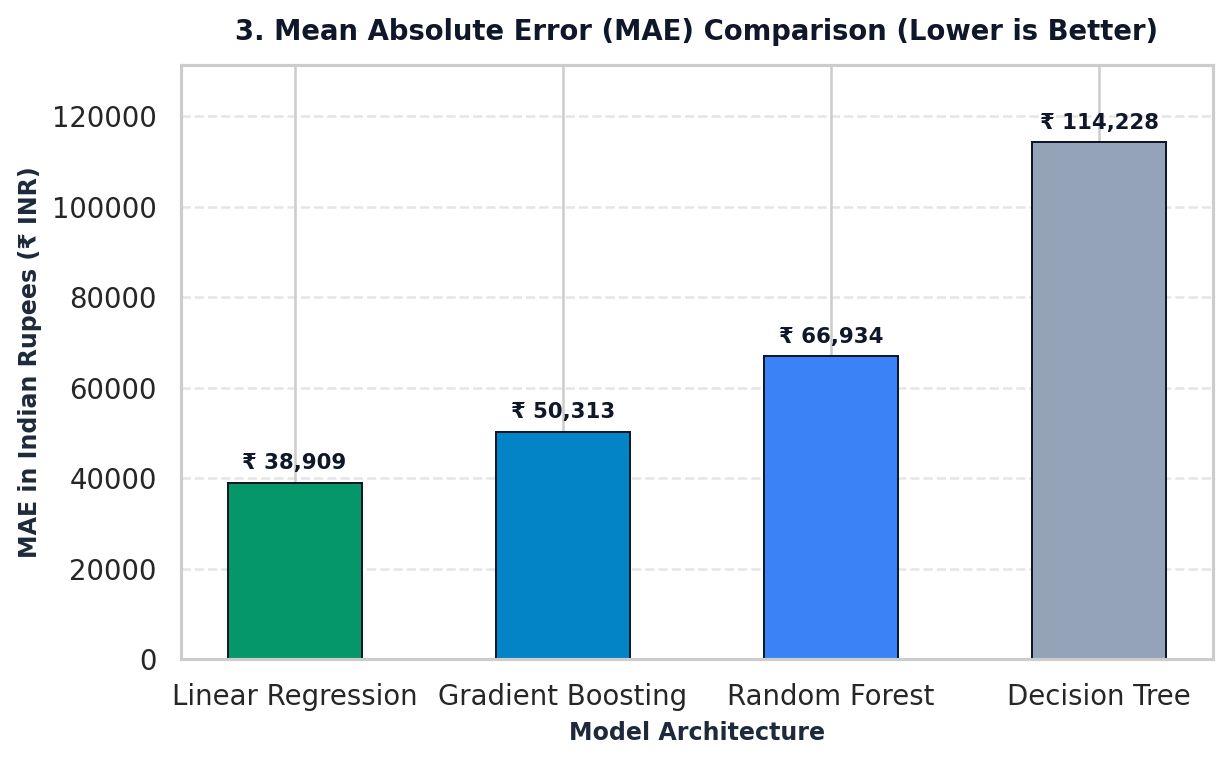 3. Mean Absolute Error (MAE) Comparison (Lower is Better)
MAE in Indian Rupees (₹ INR)
120000
100000
80000
60000
40000
20000
0
₹ 38,909
₹ 50,313
₹ 66,934
₹ 114,228
Linear Regression
Gradient Boosting
Random Forest
Decision Tree
Model Architecture